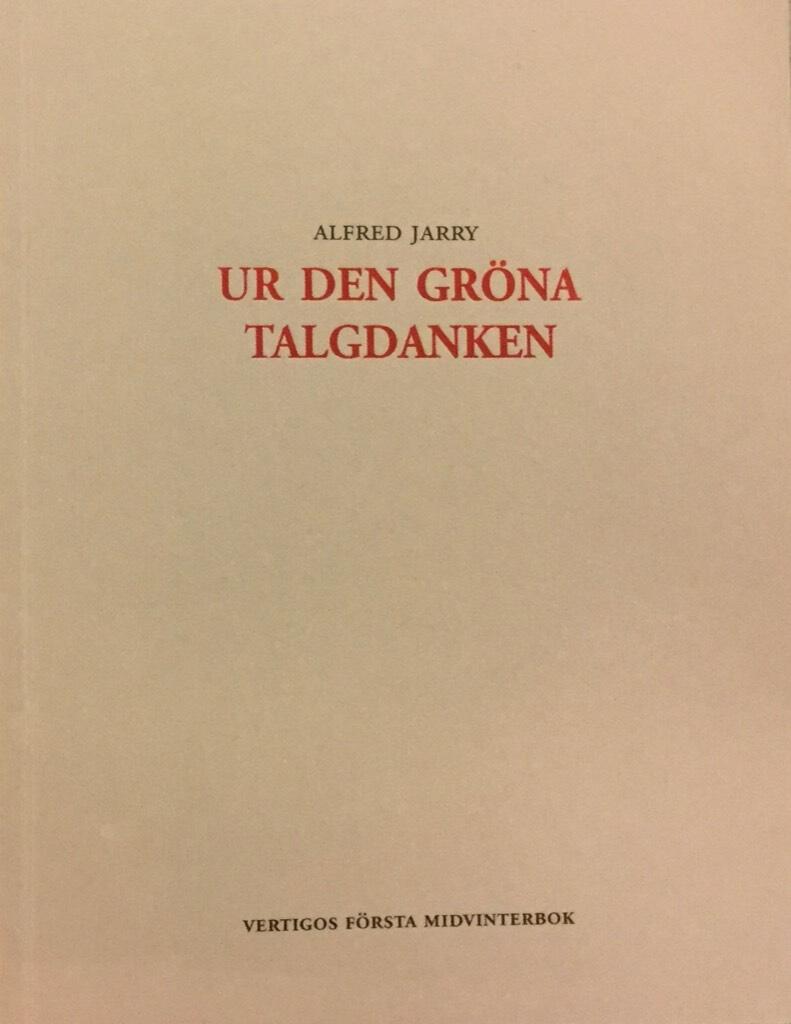 ALFRED JARRY
UR DEN GRÖNA
TALGDANKEN
VERTIGOS FÖRSTA MIDVINTERBOK